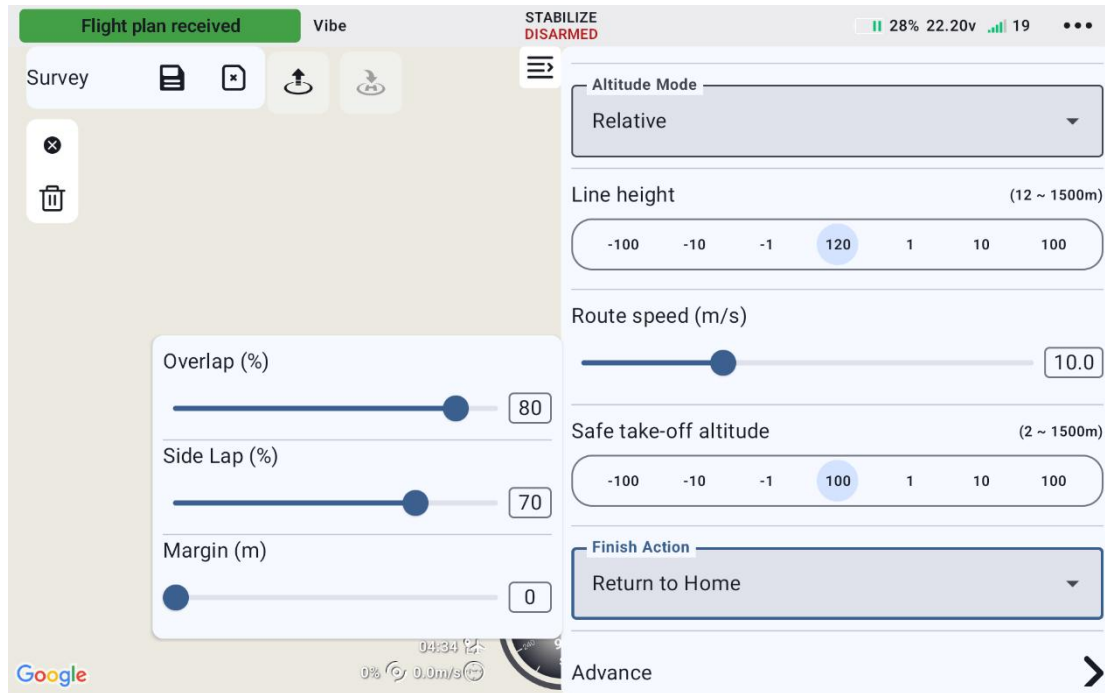 Flight plan received
Vibe
STABILIZE
DISARMED
28% 22.20v
19
Survey
Altitude Mode
Relative
Line height
(12 ~ 1500m)
-100 -10 -1 120 1 10 100
Route speed (m/s)
10.0
Safe take-off altitude
(2 ~ 1500m)
-100 -10 -1 100 1 10 100
Finish Action
Return to Home
Advance
Overlap (%)
80
Side Lap (%)
70
Margin (m)
0
04:34
0% 0.0m/s
Google